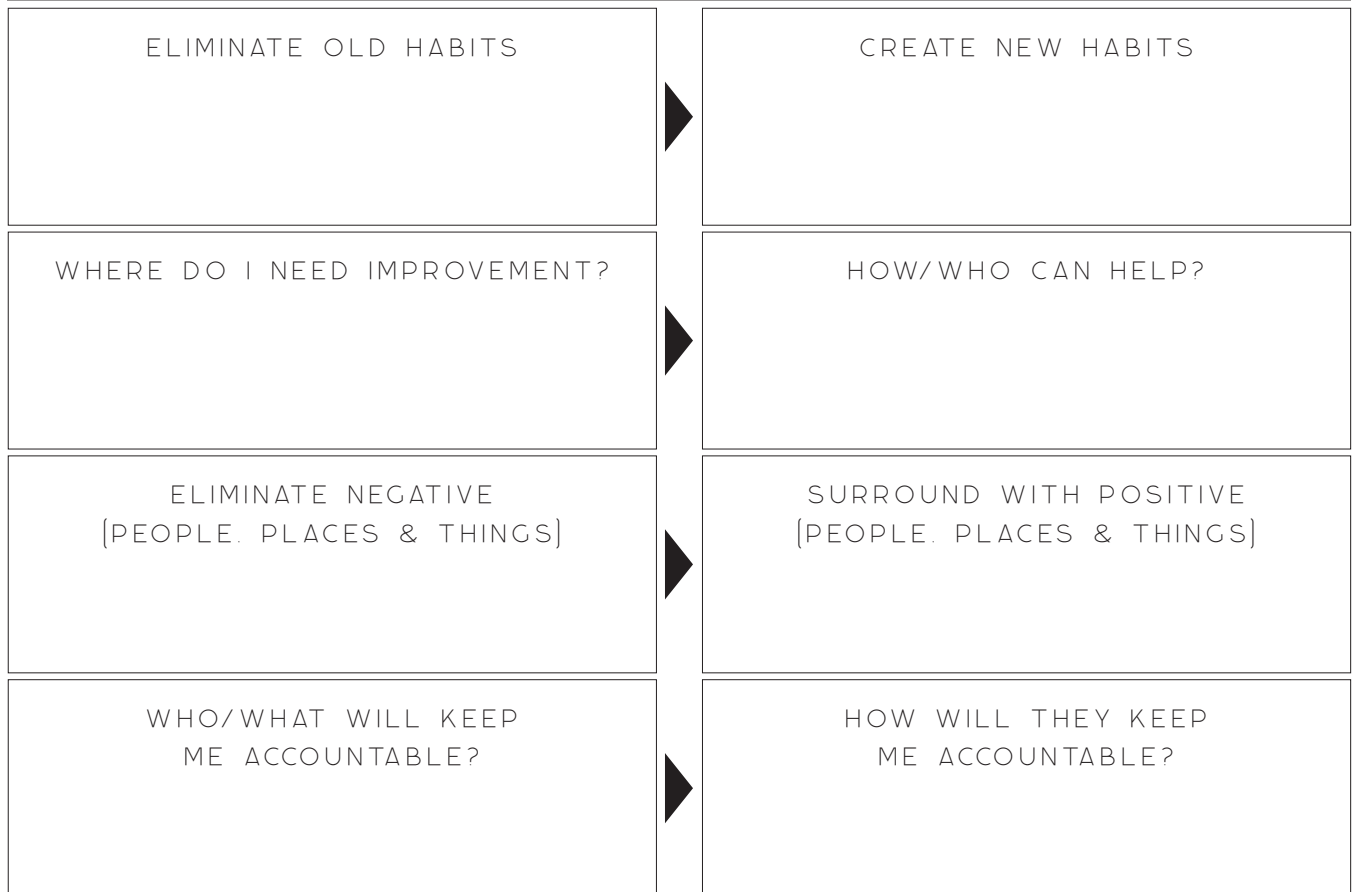 ELIMINATE OLD HABITS
CREATE NEW HABITS
WHERE DO I NEED IMPROVEMENT?
HOW/WHO CAN HELP?
ELIMINATE NEGATIVE
(PEOPLE. PLACES & THINGS)
SURROUND WITH POSITIVE
(PEOPLE. PLACES & THINGS)
WHO/WHAT WILL KEEP
ME ACCOUNTABLE?
HOW WILL THEY KEEP
ME ACCOUNTABLE?